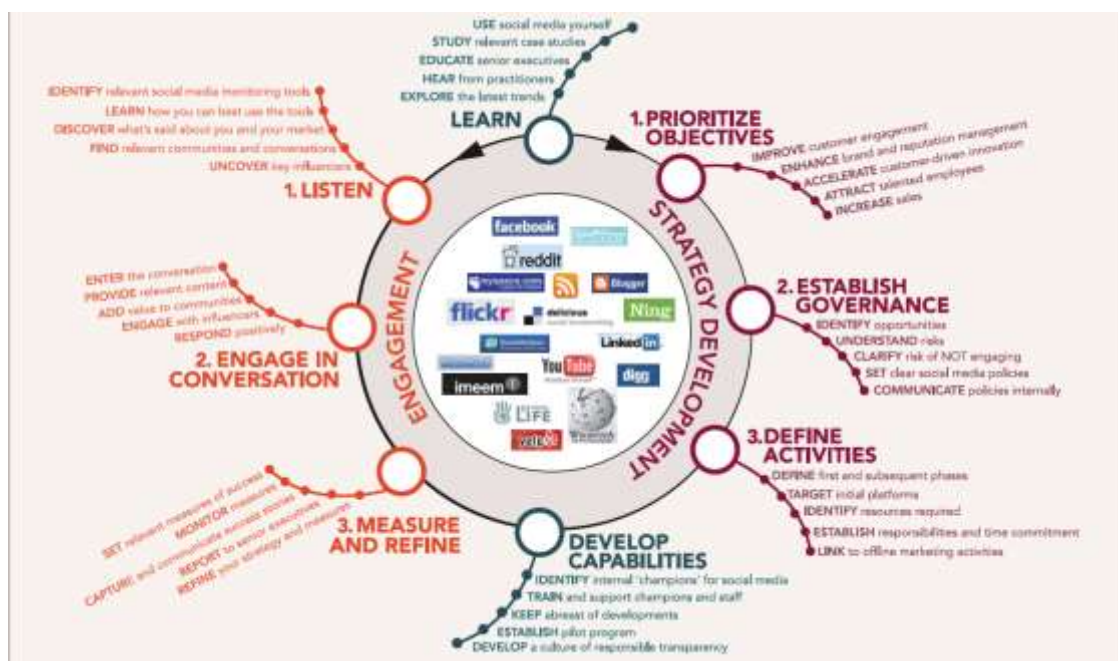 USE social media yourself
STUDY relevant case studies
EDUCATE senior executives
HEAR from practitioners
EXPLORE the latest trends
LEARN
1. PRIORITIZE
OBJECTIVES
IMPROVE customer engagement
ENHANCE brand and reputation management
ACCELERATE customer-driven innovation
ATTRACT talented employees
INCREASE sales
STRATEGY DEVELOPMENT
2. ESTABLISH
GOVERNANCE
IDENTIFY opportunities
UNDERSTAND risks
CLARIFY risk of NOT engaging
SET clear social media policies
COMMUNICATE policies internally
3. DEFINE
ACTIVITIES
DEFINE first and subsequent phases
TARGET initial platforms
IDENTIFY resources required
ESTABLISH responsibilities and time commitment
LINK to offline marketing activities
DEVELOP
CAPABILITIES
IDENTIFY internal 'champions' for social media
TRAIN and support champions and staff
KEEP abreast of developments
ESTABLISH pilot program
DEVELOP a culture of responsible transparency
IDENTIFY relevant social media monitoring tools
LEARN how you can best use the tools
DISCOVER what's said about you and your market
FIND relevant communities and conversations
UNCOVER key influencers
1. LISTEN
ENGAGEMENT
ENTER the conversation
PROVIDE relevant content
ADD value to communities
ENGAGE with influencers
RESPOND positively
2. ENGAGE IN
CONVERSATION
3. MEASURE
AND REFINE
SET relevant measures of success
MONITOR measures
CAPTURE and communicate success stories
REPORT to senior executives
REFINE your strategy and measures
facebook
reddit
Blogger
flickr
delicious
Ning
Linked in
You Tube
digg
imeem
LIFE
WIKIPEDIA
yelp